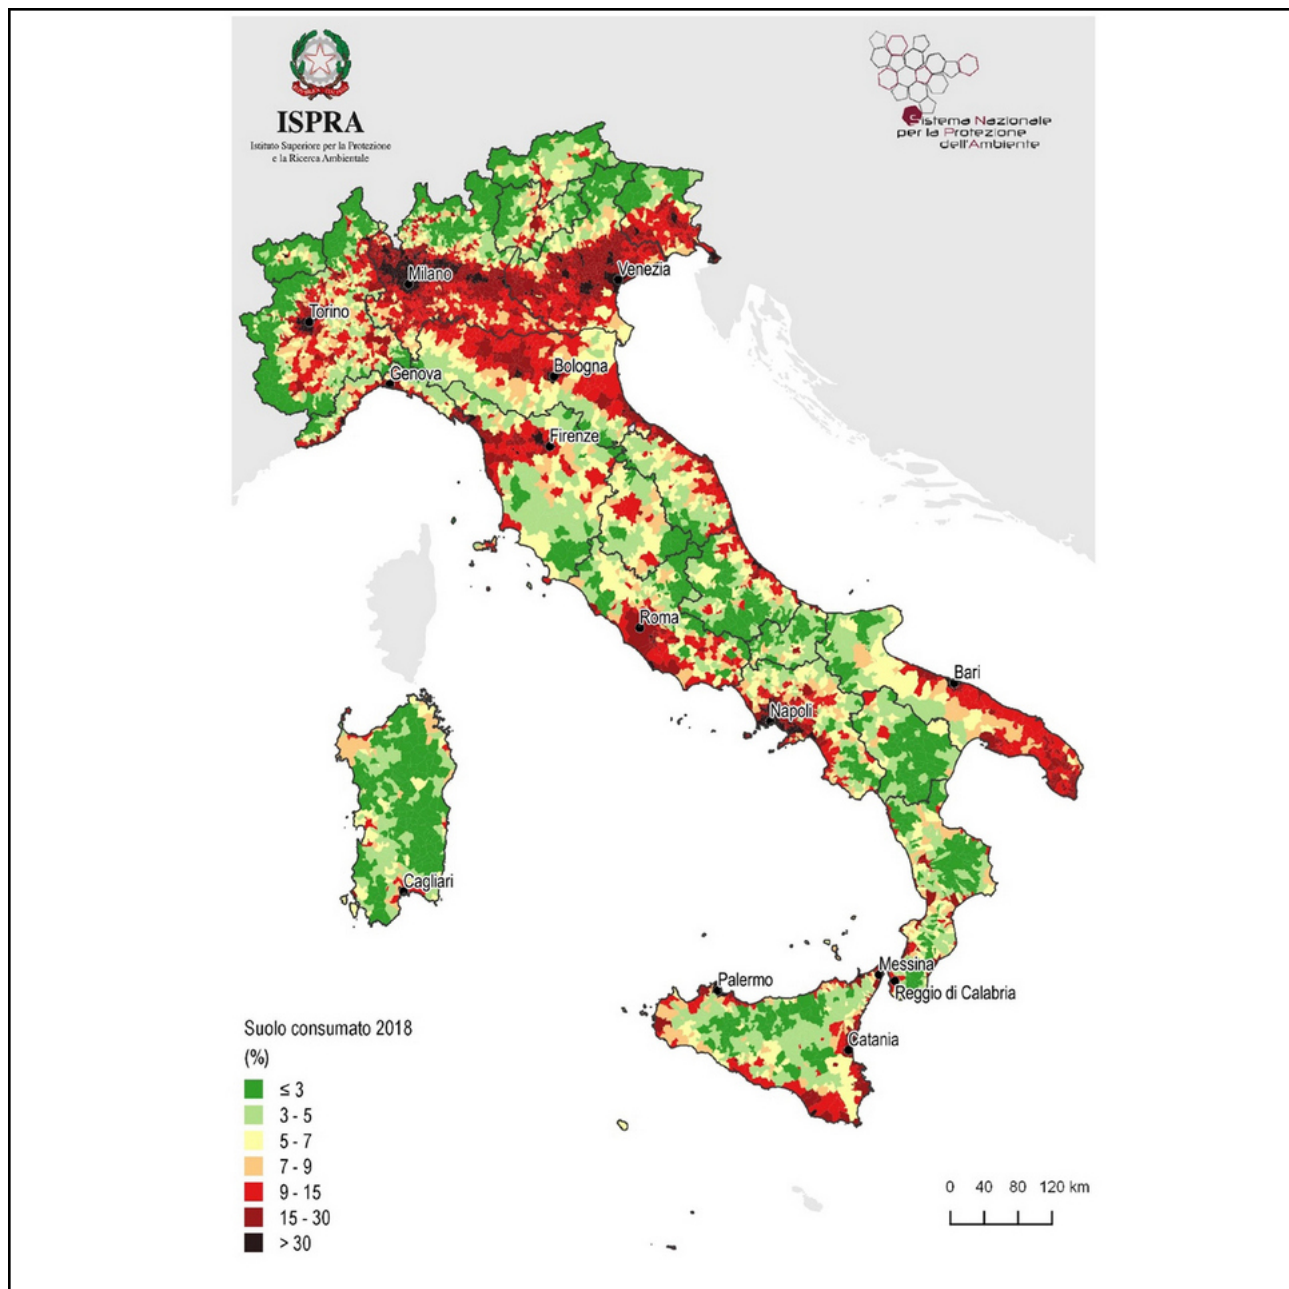 ISPRA
Istituto Superiore per la Protezione
e la Ricerca Ambientale
Sistema Nazionale
per la Protezione
dell'Ambiente
Milano
Venezia
Torino
Bologna
Genova
Firenze
Roma
Bari
Napoli
Cagliari
Messina
Palermo
Reggio di Calabria
Catania
Suolo consumato 2018
(%)
≤ 3
3 - 5
5 - 7
7 - 9
9 - 15
15 - 30
> 30
0 40 80 120 km